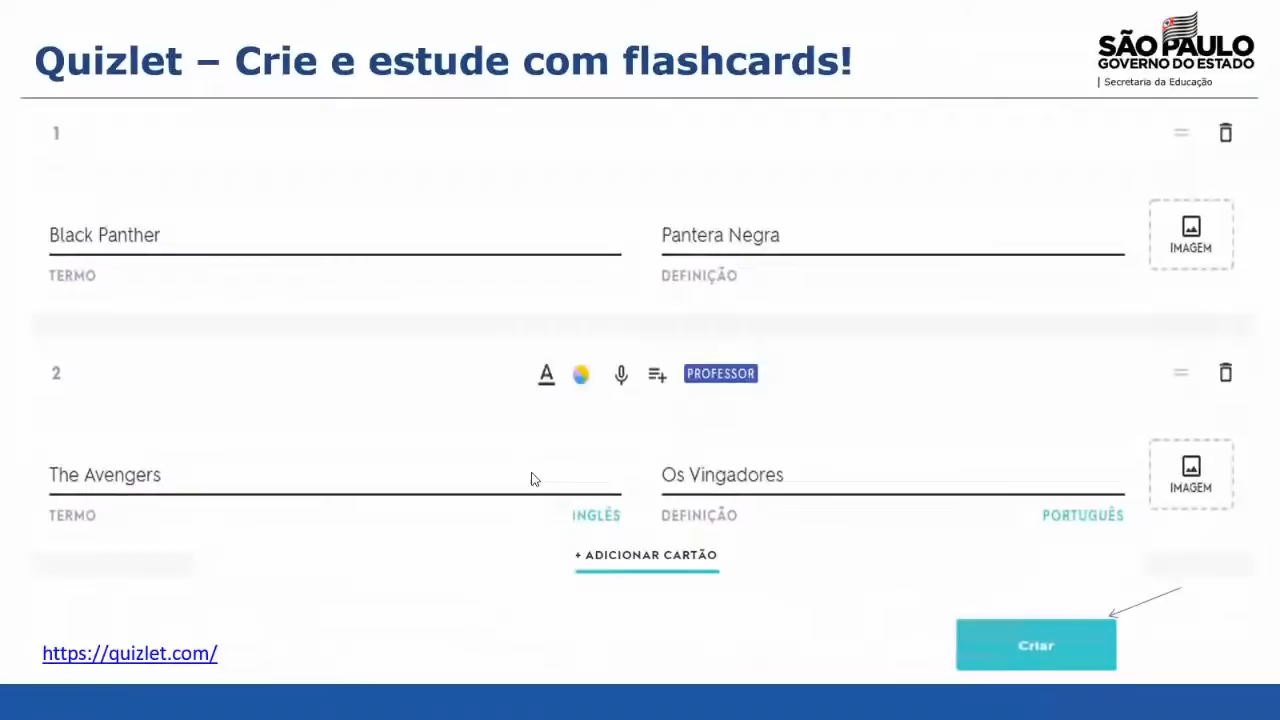 Quizlet – Crie e estude com flashcards!
SÃO PAULO
GOVERNO DO ESTADO
| Secretaria da Educação
1
Black Panther
Pantera Negra
IMAGEM
TERMO
DEFINIÇÃO
2
A
PROFESSOR
The Avengers
Os Vingadores
IMAGEM
TERMO
INGLÊS
DEFINIÇÃO
PORTUGUÊS
+ ADICIONAR CARTÃO
Criar
https://quizlet.com/